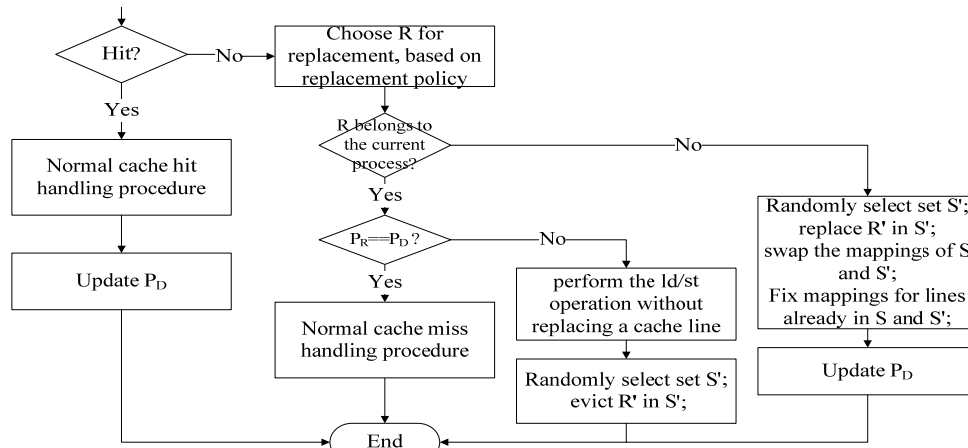 Hit?
No
Choose R for
replacement, based on
replacement policy
Yes
R belongs to
the current
process?
No
Normal cache hit
handling procedure
Yes
Randomly select set S';
replace R' in S';
swap the mappings of S
and S';
Fix mappings for lines
already in S and S';
P_R==P_D ?
No
Update P_D
Yes
perform the ld/st
operation without
replacing a cache line
Normal cache miss
handling procedure
Randomly select set S';
evict R' in S';
Update P_D
End